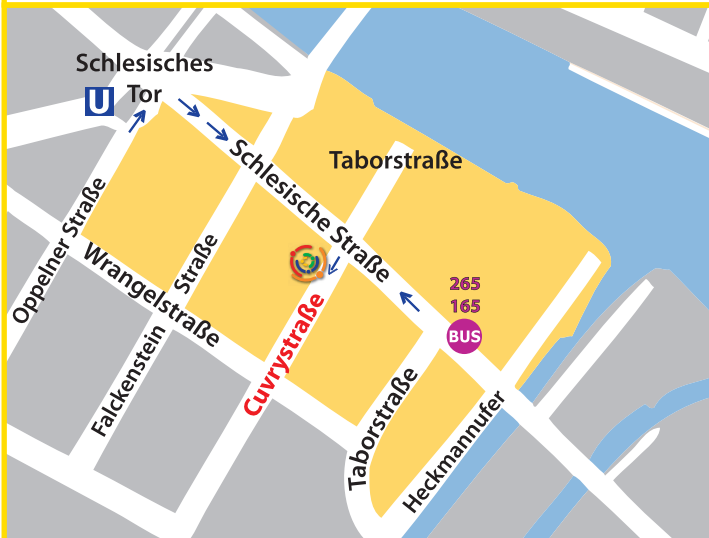 Schlesisches
Tor
U
Schlesische Straße
Taborstraße
Oppelner Straße
Wrangelstraße
Falckenstein Straße
Cuvrystraße
265
165
BUS
Taborstraße
Heckmannufer